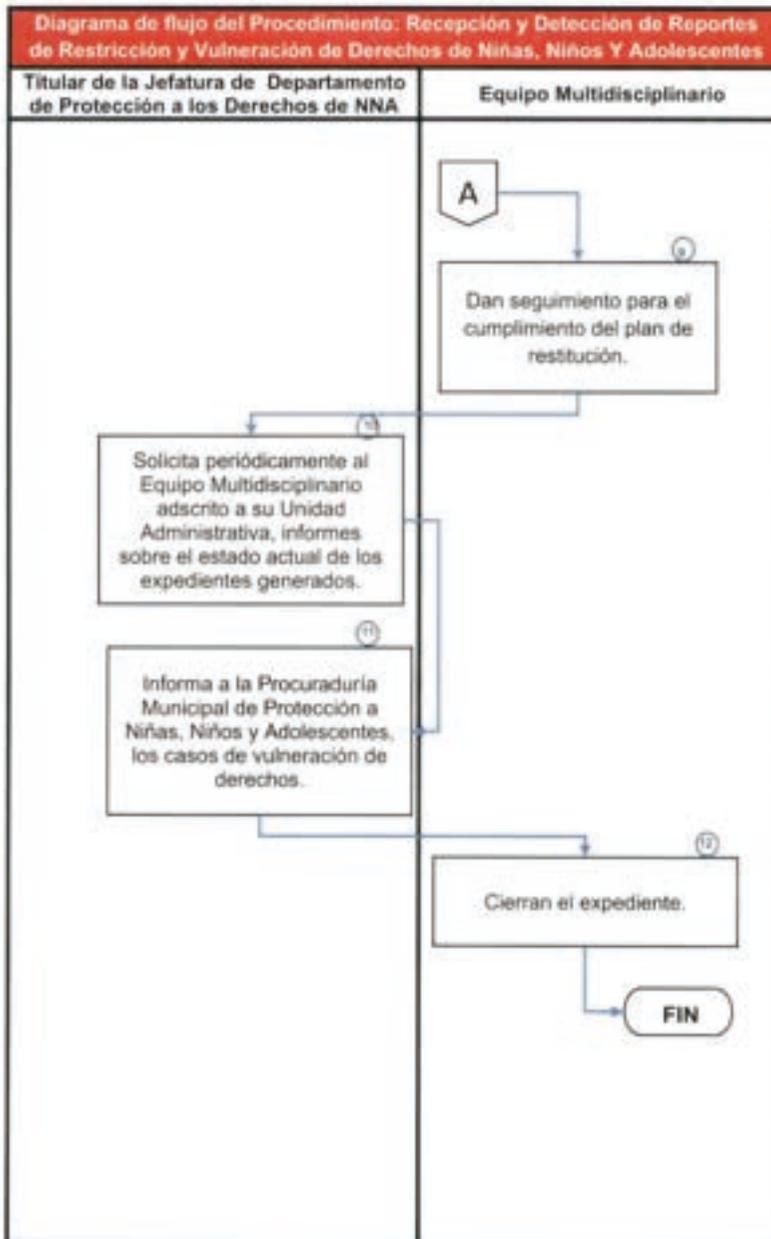 Diagrama de flujo del Procedimiento: Recepción y Detección de Reportes
de Restricción y Vulneración de Derechos de Niñas, Niños Y Adolescentes
Titular de la Jefatura de Departamento
de Protección a los Derechos de NNA
Equipo Multidisciplinario
A
9
Dan seguimiento para el
cumplimiento del plan de
restitución.
10
Solicita periódicamente al
Equipo Multidisciplinario
adscrito a su Unidad
Administrativa, informes
sobre el estado actual de los
expedientes generados.
11
Informa a la Procuraduría
Municipal de Protección a
Niñas, Niños y Adolescentes,
los casos de vulneración de
derechos.
12
Cierran el expediente.
FIN